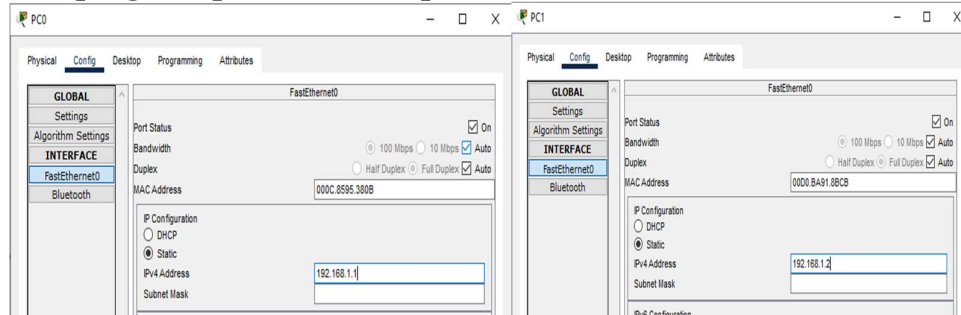 PC0
Physical Config Desktop Programming Attributes
GLOBAL
Settings
Algorithm Settings
INTERFACE
FastEthernet0
Bluetooth
FastEthernet0
Port Status On
Bandwidth 100 Mbps 10 Mbps Auto
Duplex Half Duplex Full Duplex Auto
MAC Address 000C.8595.380B
IP Configuration
DHCP
Static
IPv4 Address 192.168.1.1
Subnet Mask
PC1
Physical Config Desktop Programming Attributes
GLOBAL
Settings
Algorithm Settings
INTERFACE
FastEthernet0
Bluetooth
FastEthernet0
Port Status On
Bandwidth 100 Mbps 10 Mbps Auto
Duplex Half Duplex Full Duplex Auto
MAC Address 00D0.BA91.8BCB
IP Configuration
DHCP
Static
IPv4 Address 192.168.1.2
Subnet Mask
IPv6 Configuration